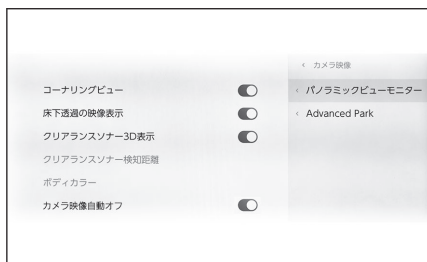 コーナリングビュー
床下透過の映像表示
クリアランスソナー3D表示
クリアランスソナー検知距離
ボディカラー
カメラ映像自動オフ
‹ カメラ映像
‹ パノラミックビューモニター
‹ Advanced Park